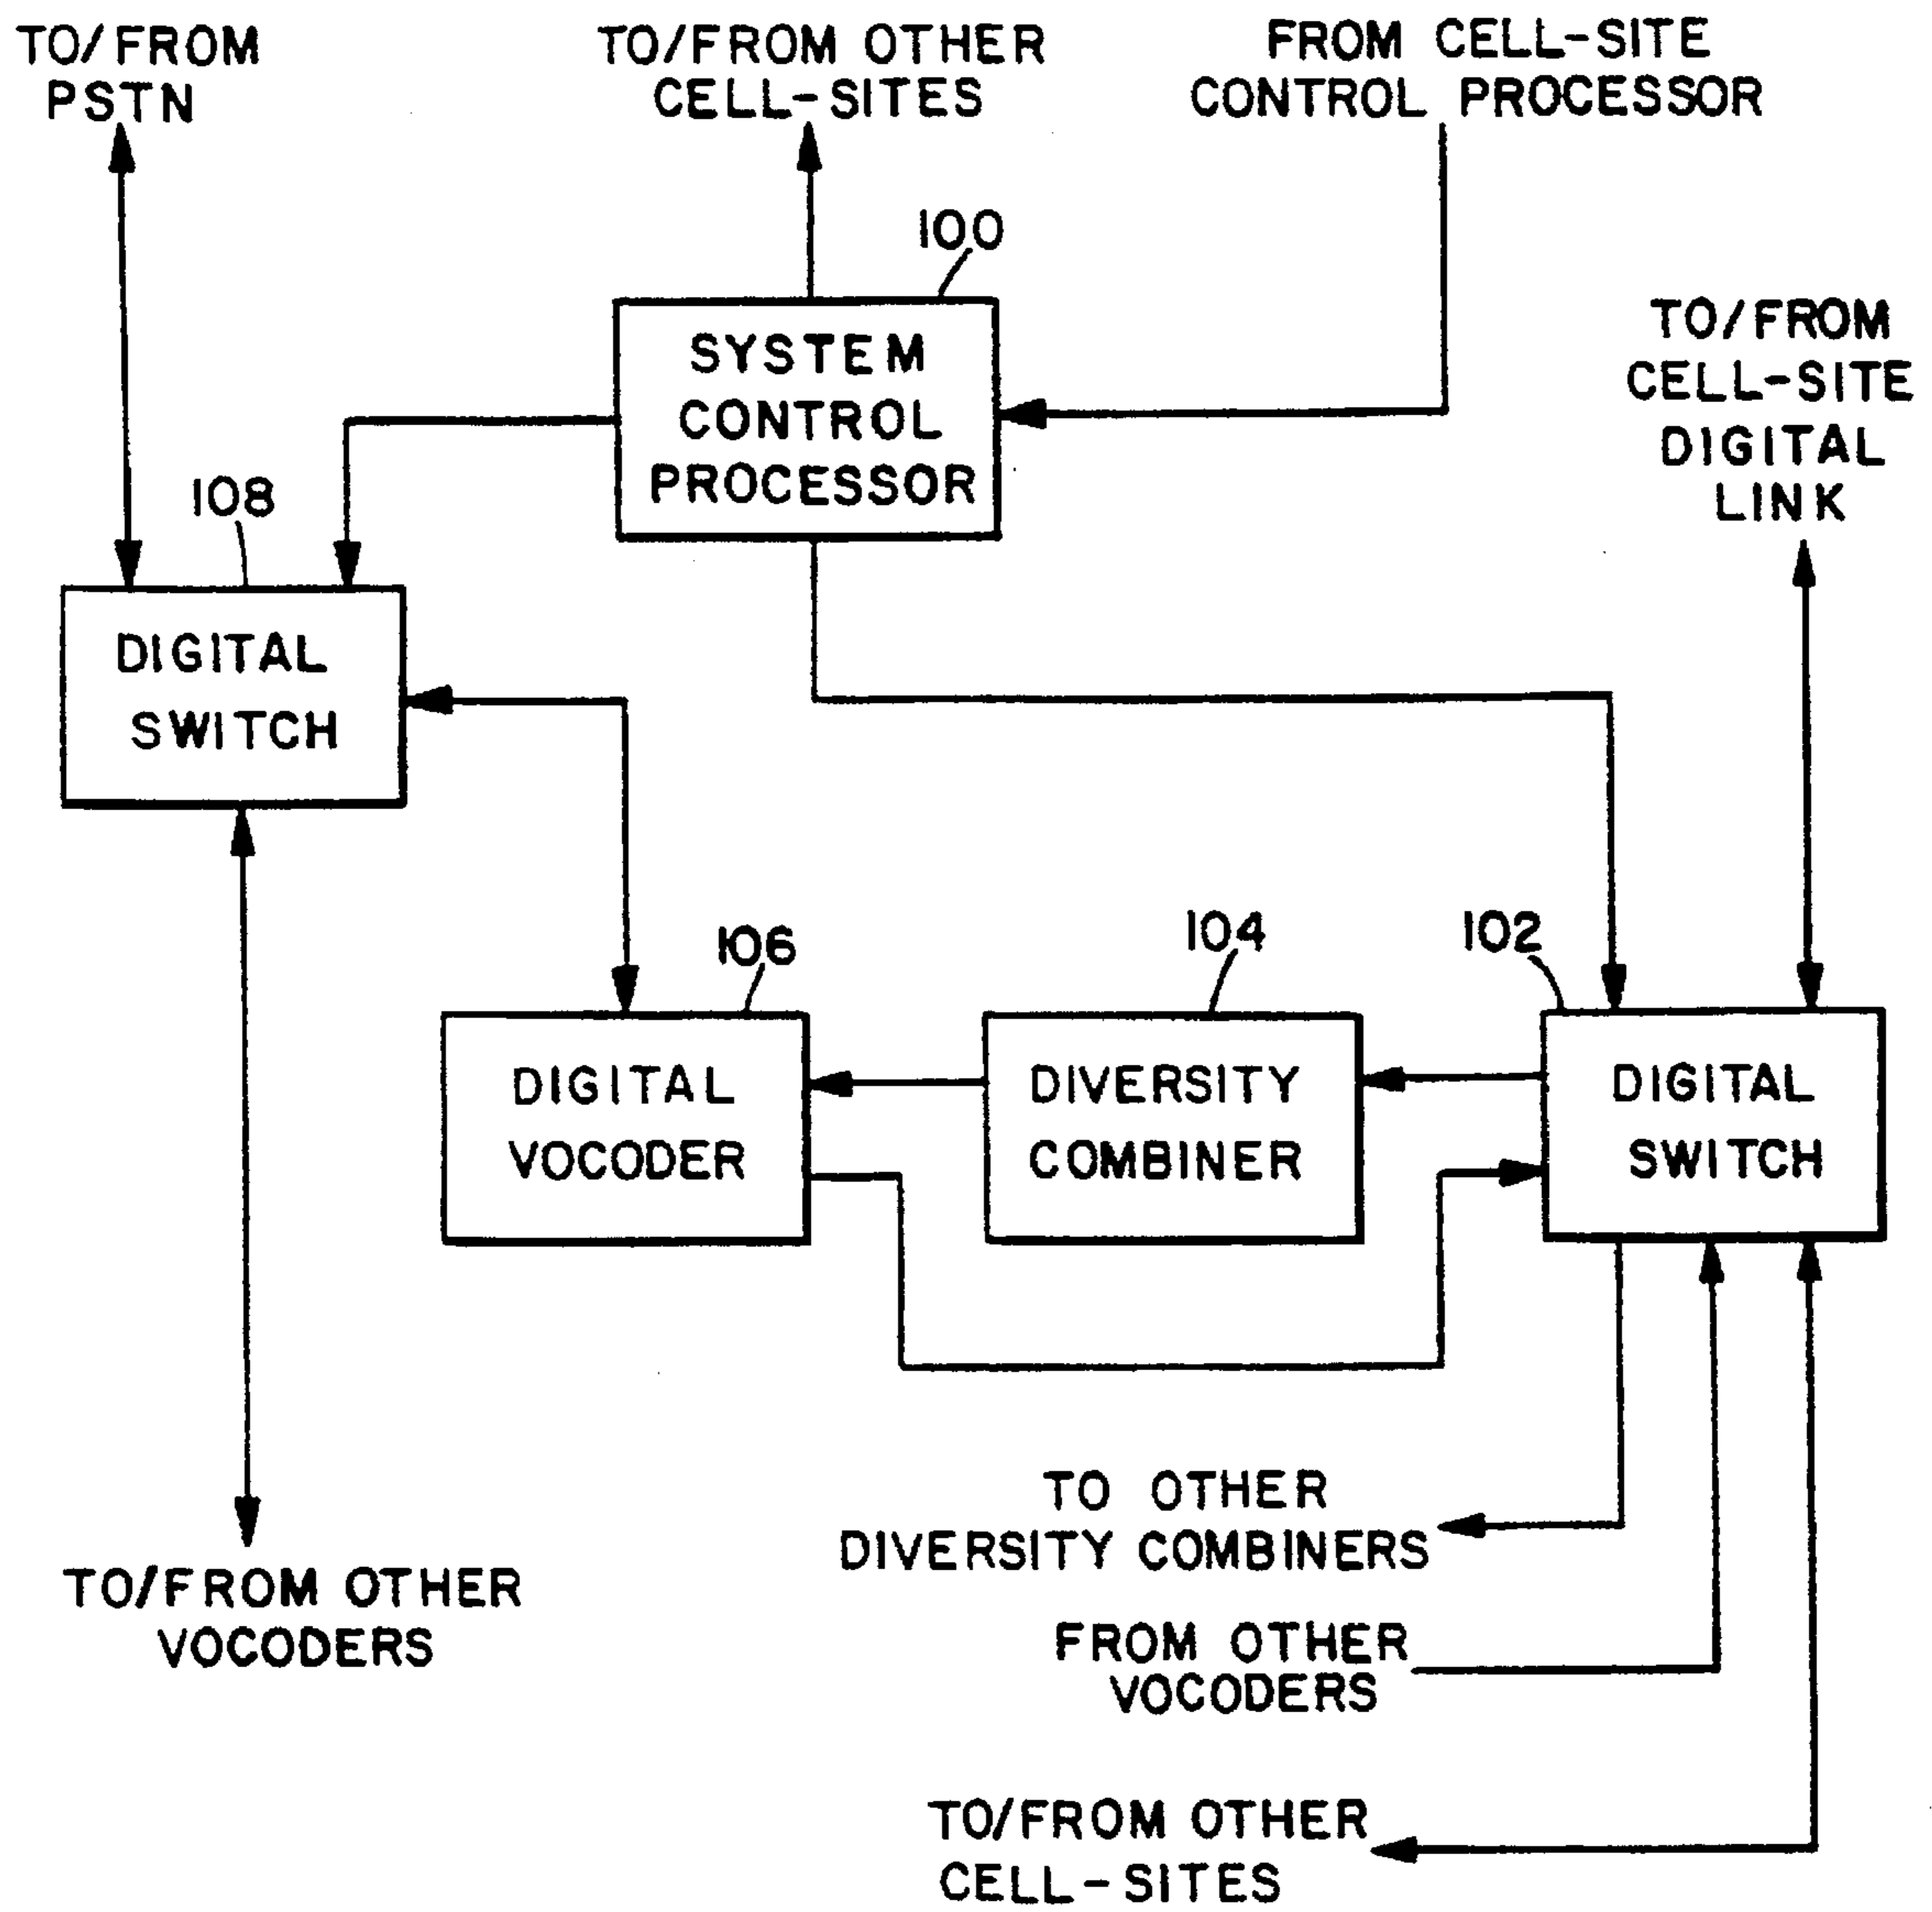 TO/FROM
PSTN
TO/FROM OTHER
CELL-SITES
FROM CELL-SITE
CONTROL PROCESSOR
100
SYSTEM
CONTROL
PROCESSOR
TO/FROM
CELL-SITE
DIGITAL
LINK
108
DIGITAL
SWITCH
106
DIGITAL
VOCODER
104
DIVERSITY
COMBINER
102
DIGITAL
SWITCH
TO OTHER
DIVERSITY COMBINERS
TO/FROM OTHER
VOCODERS
FROM OTHER
VOCODERS
TO/FROM OTHER
CELL-SITES